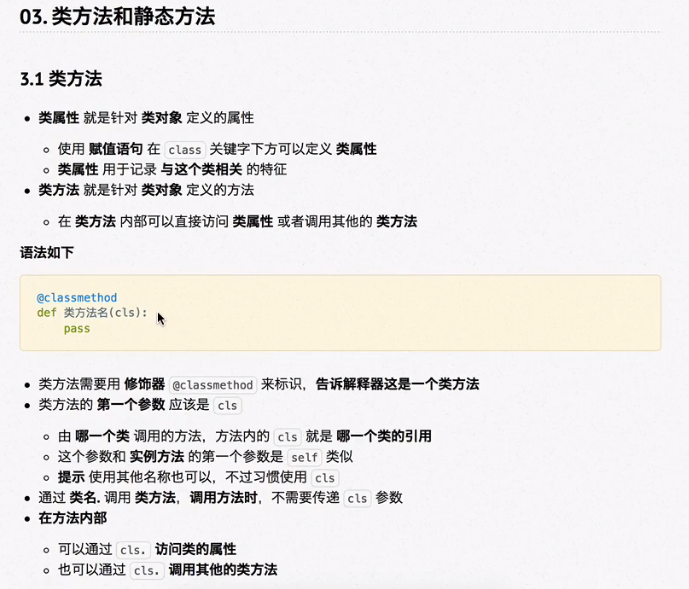 03. 类方法和静态方法
3.1 类方法
类属性 就是针对 类对象 定义的属性
使用 赋值语句 在 class 关键字下方可以定义 类属性
类属性 用于记录 与这个类相关 的特征
类方法 就是针对 类对象 定义的方法
在 类方法 内部可以直接访问 类属性 或者调用其他的 类方法
语法如下
@classmethod
def 类方法名(cls):
    pass
类方法需要用 修饰器 @classmethod 来标识，告诉解释器这是一个类方法
类方法的 第一个参数 应该是 cls
由 哪一个类 调用的方法，方法内的 cls 就是 哪一个类的引用
这个参数和 实例方法 的第一个参数是 self 类似
提示 使用其他名称也可以，不过习惯使用 cls
通过 类名. 调用 类方法，调用方法时，不需要传递 cls 参数
在方法内部
可以通过 cls. 访问类的属性
也可以通过 cls. 调用其他的类方法